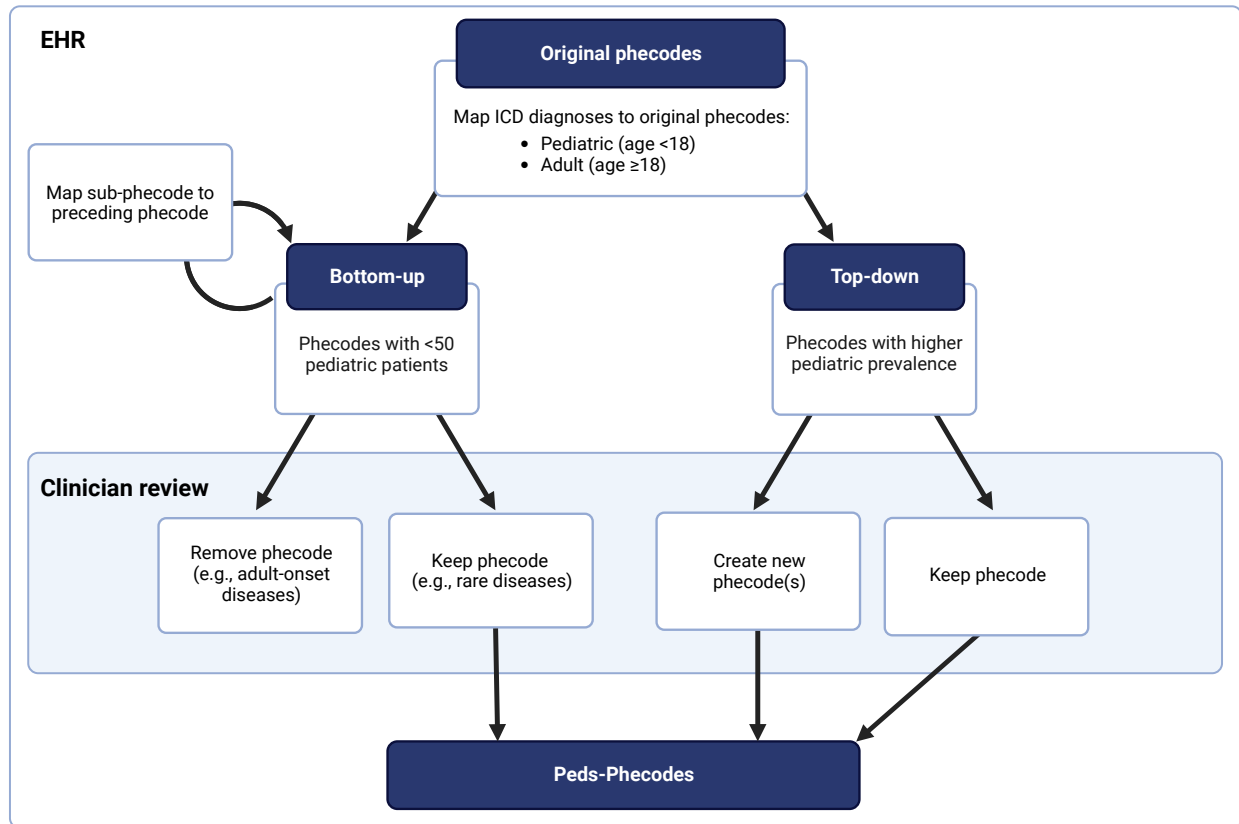 EHR
Original phecodes
Map ICD diagnoses to original phecodes:
• Pediatric (age <18)
• Adult (age ≥18)
Map sub-phecode to
preceding phecode
Bottom-up
Phecodes with <50
pediatric patients
Top-down
Phecodes with higher
pediatric prevalence
Clinician review
Remove phecode
(e.g., adult-onset
diseases)
Keep phecode
(e.g., rare diseases)
Create new
phecode(s)
Keep phecode
Peds-Phecodes